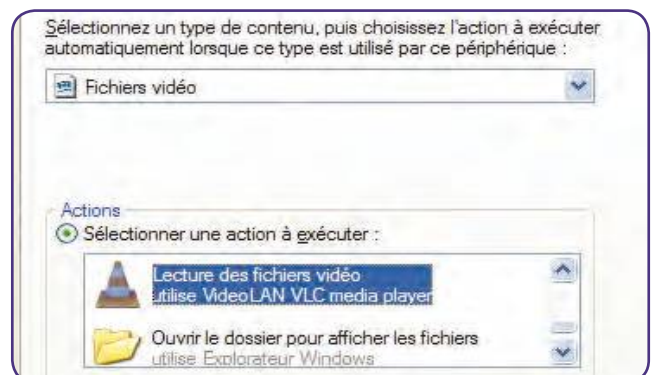 Sélectionnez un type de contenu, puis choisissez l'action à exécuter
automatiquement lorsque ce type est utilisé par ce périphérique :
Fichiers vidéo
Actions
Sélectionner une action à exécuter :
Lecture des fichiers vidéo
utilise VideoLAN VLC media player
Ouvrir le dossier pour afficher les fichiers
utilise Explorateur Windows